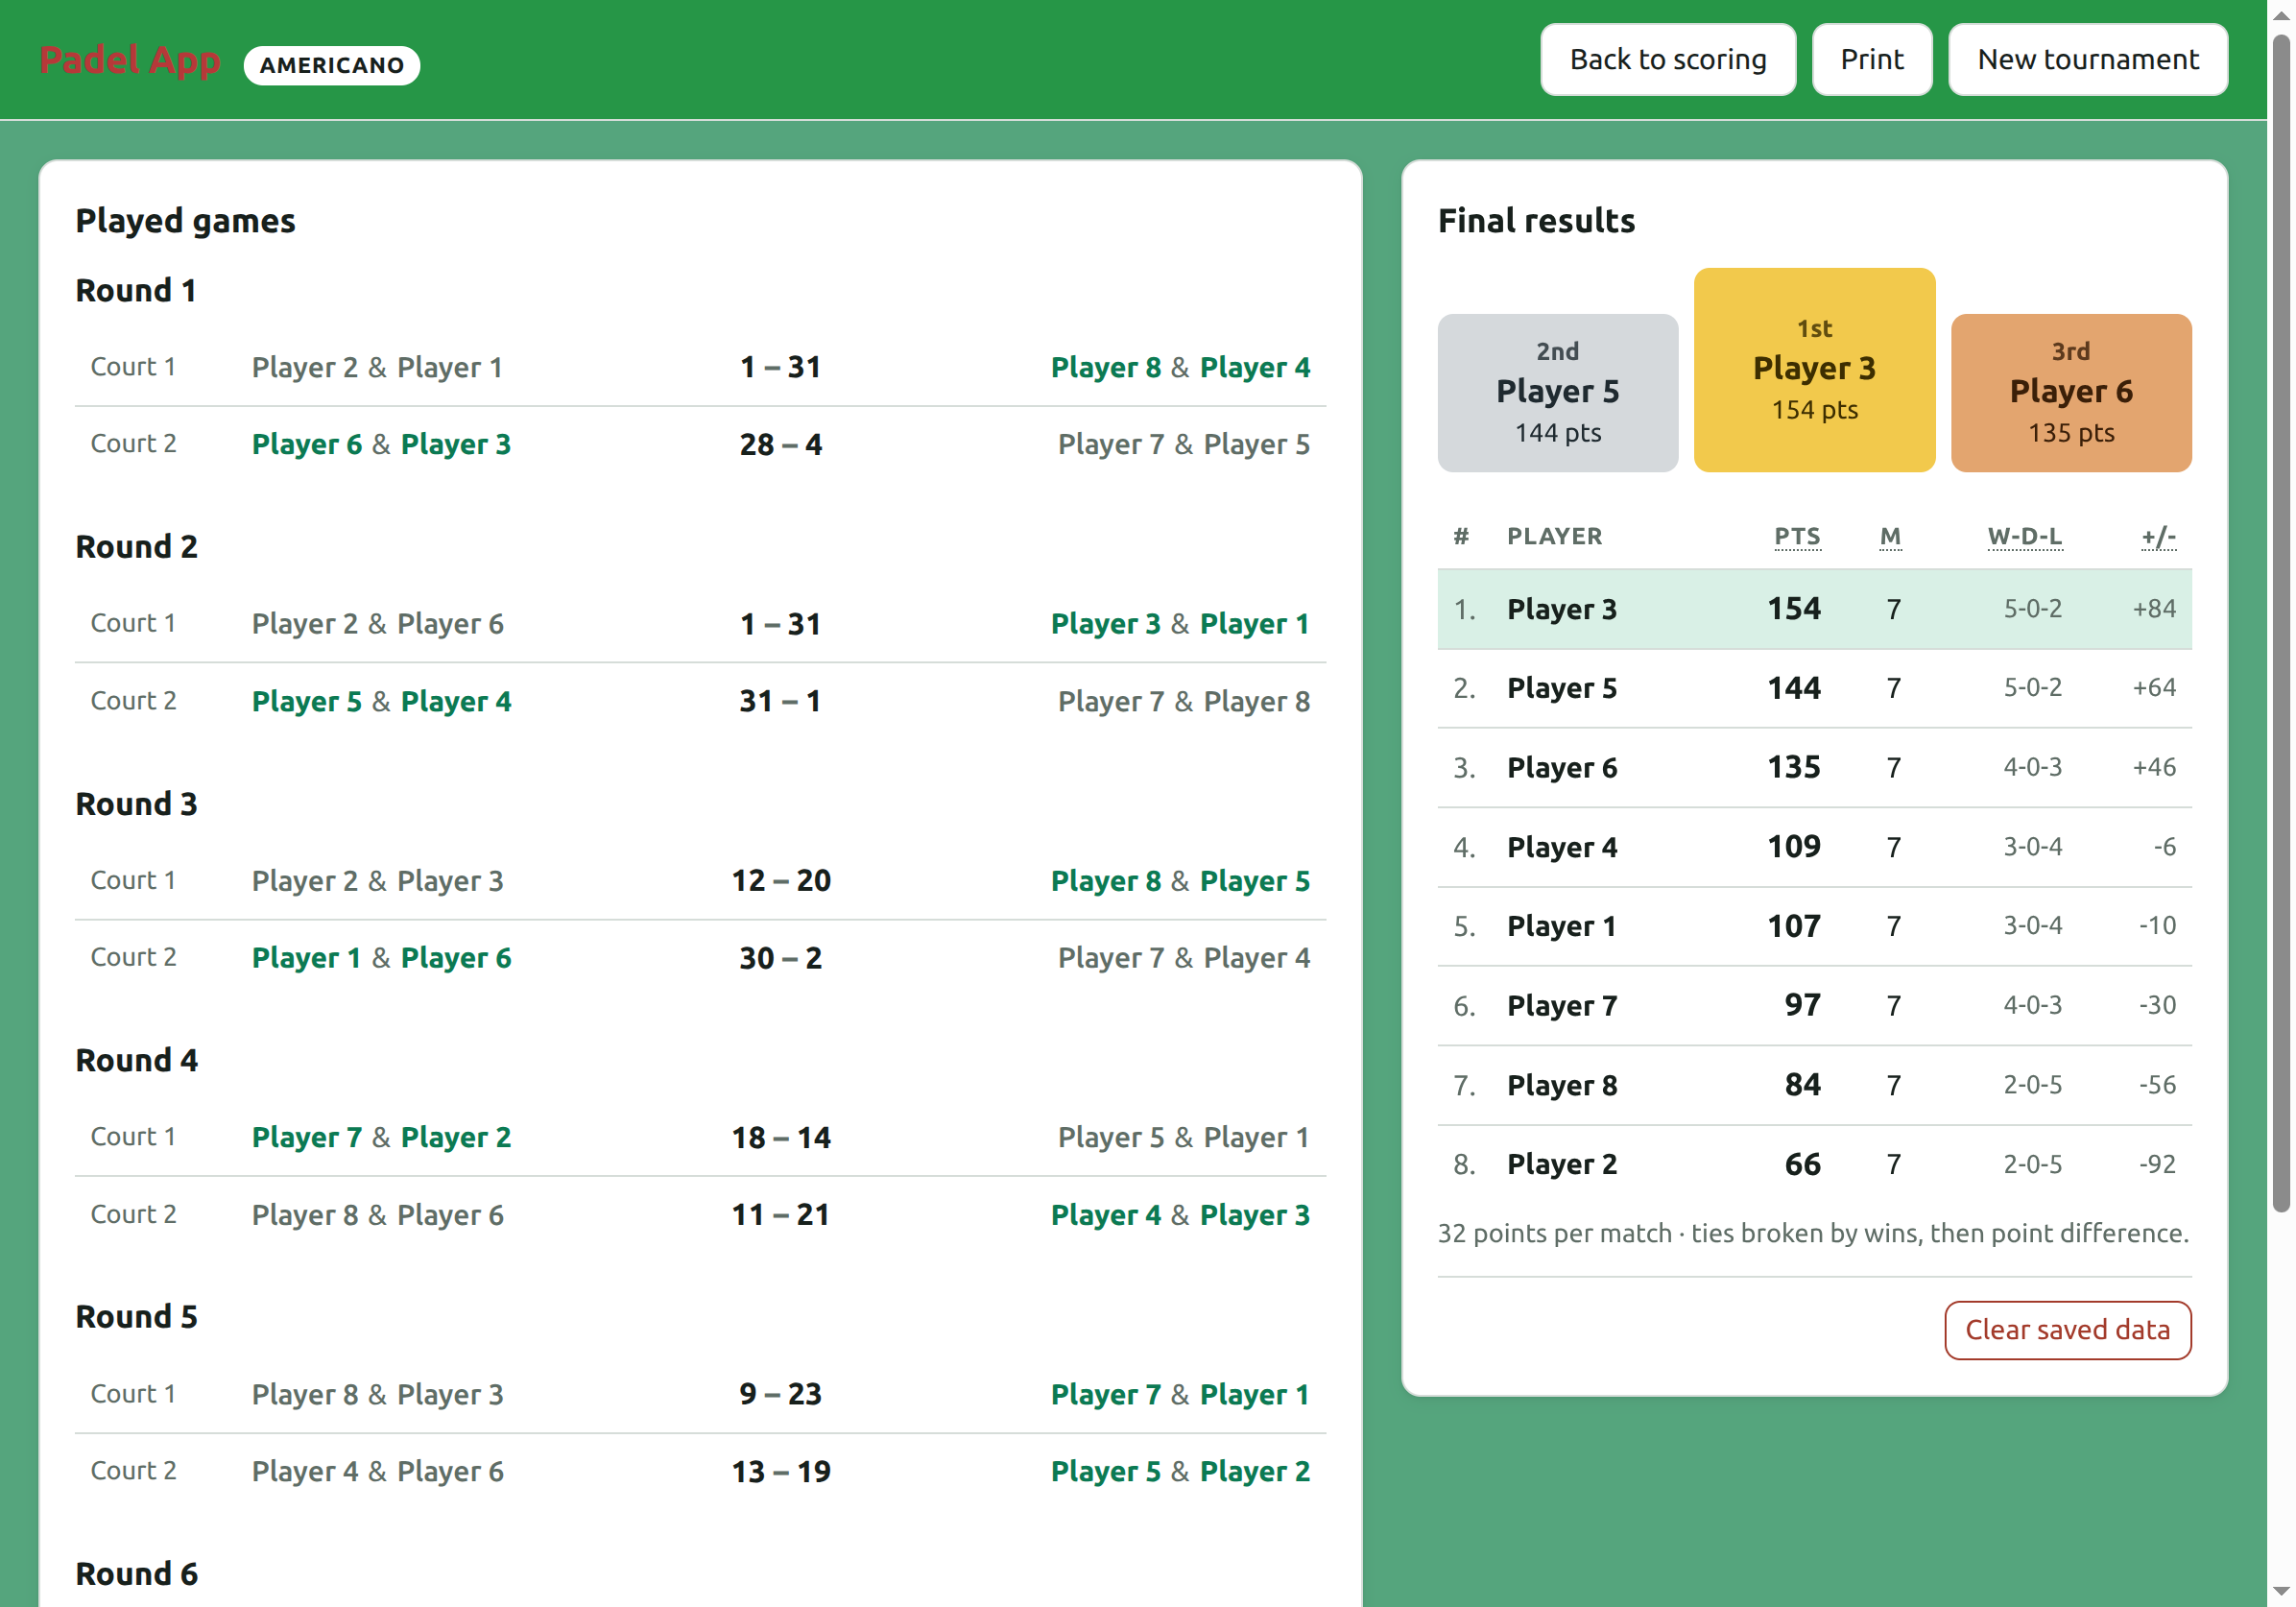 Padel App AMERICANO Back to scoring Print New tournament
Played games
Round 1
Court 1 Player 2 & Player 1 1 – 31 Player 8 & Player 4
Court 2 Player 6 & Player 3 28 – 4 Player 7 & Player 5
Round 2
Court 1 Player 2 & Player 6 1 – 31 Player 3 & Player 1
Court 2 Player 5 & Player 4 31 – 1 Player 7 & Player 8
Round 3
Court 1 Player 2 & Player 3 12 – 20 Player 8 & Player 5
Court 2 Player 1 & Player 6 30 – 2 Player 7 & Player 4
Round 4
Court 1 Player 7 & Player 2 18 – 14 Player 5 & Player 1
Court 2 Player 8 & Player 6 11 – 21 Player 4 & Player 3
Round 5
Court 1 Player 8 & Player 3 9 – 23 Player 7 & Player 1
Court 2 Player 4 & Player 6 13 – 19 Player 5 & Player 2
Round 6
Final results
2nd
Player 5
144 pts
1st
Player 3
154 pts
3rd
Player 6
135 pts
# PLAYER PTS M W-D-L +/-
1. Player 3 154 7 5-0-2 +84
2. Player 5 144 7 5-0-2 +64
3. Player 6 135 7 4-0-3 +46
4. Player 4 109 7 3-0-4 -6
5. Player 1 107 7 3-0-4 -10
6. Player 7 97 7 4-0-3 -30
7. Player 8 84 7 2-0-5 -56
8. Player 2 66 7 2-0-5 -92
32 points per match · ties broken by wins, then point difference.
Clear saved data